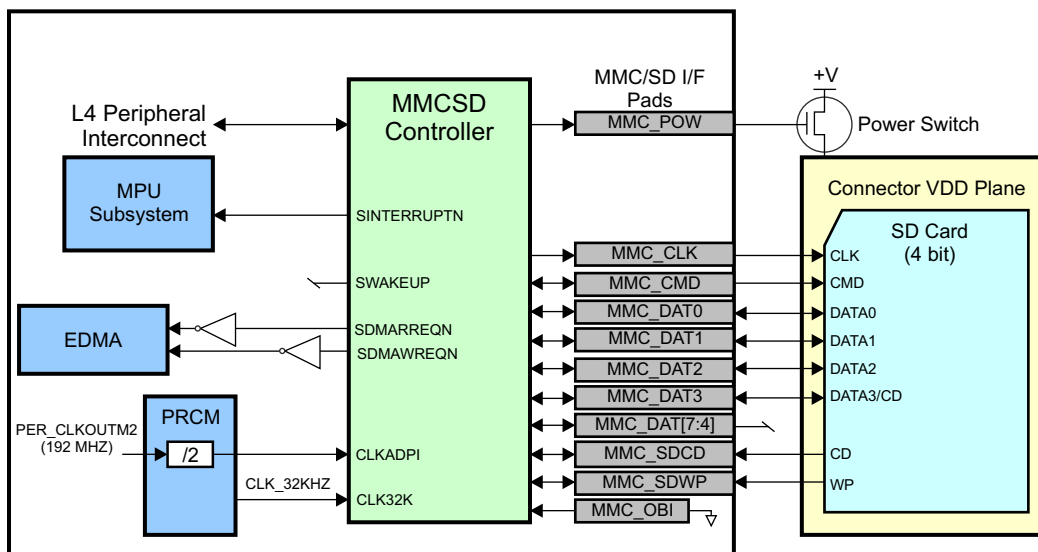 L4 Peripheral
Interconnect
MPU
Subsystem
EDMA
PRCM
PER_CLKOUTM2
(192 MHZ)
/2
CLK_32KHZ
MMCSD
Controller
SINTERRUPTN
SWAKEUP
SDMARREQN
SDMAWREQN
CLKADPI
CLK32K
MMC/SD I/F
Pads
MMC_POW
MMC_CLK
MMC_CMD
MMC_DAT0
MMC_DAT1
MMC_DAT2
MMC_DAT3
MMC_DAT[7:4]
MMC_SDCD
MMC_SDWP
MMC_OBI
+V
Power Switch
Connector VDD Plane
SD Card
(4 bit)
CLK
CMD
DATA0
DATA1
DATA2
DATA3/CD
CD
WP